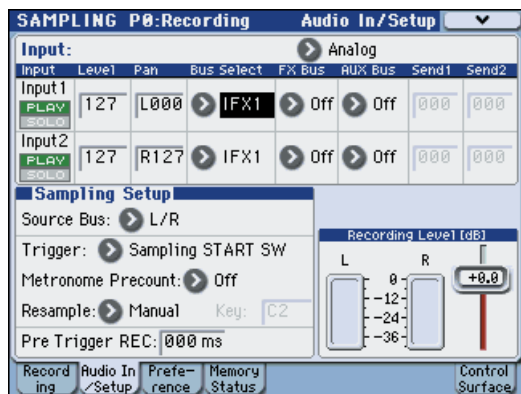 SAMPLING P0:Recording Audio In/Setup
Input: Analog
Input Level Pan Bus Select FX Bus AUX Bus Send1 Send2
Input1
PLAY 127 L000 IFX1 Off Off 000 000
SOLO
Input2
PLAY 127 R127 IFX1 Off Off 000 000
SOLO
Sampling Setup
Source Bus: L/R
Trigger: Sampling START SW
Metronome Precount: Off
Resample: Manual Key: C2
Pre Trigger REC: 000 ms
Recording Level [dB]
L R
0
+0.0
-12
-24
-36
Record
ing
Audio In
/Setup
Prefe-
rence
Memory
Status
Control
Surface